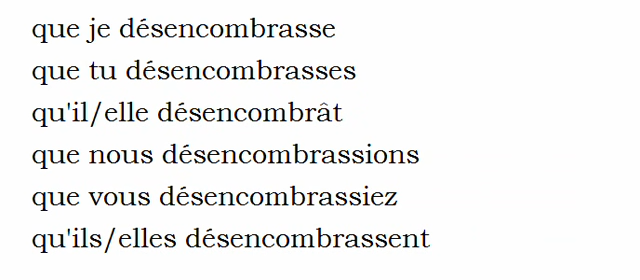 que je désencombrasse
que tu désencombrasses
qu'il/elle désencombrât
que nous désencombrassions
que vous désencombrassiez
qu'ils/elles désencombrassent